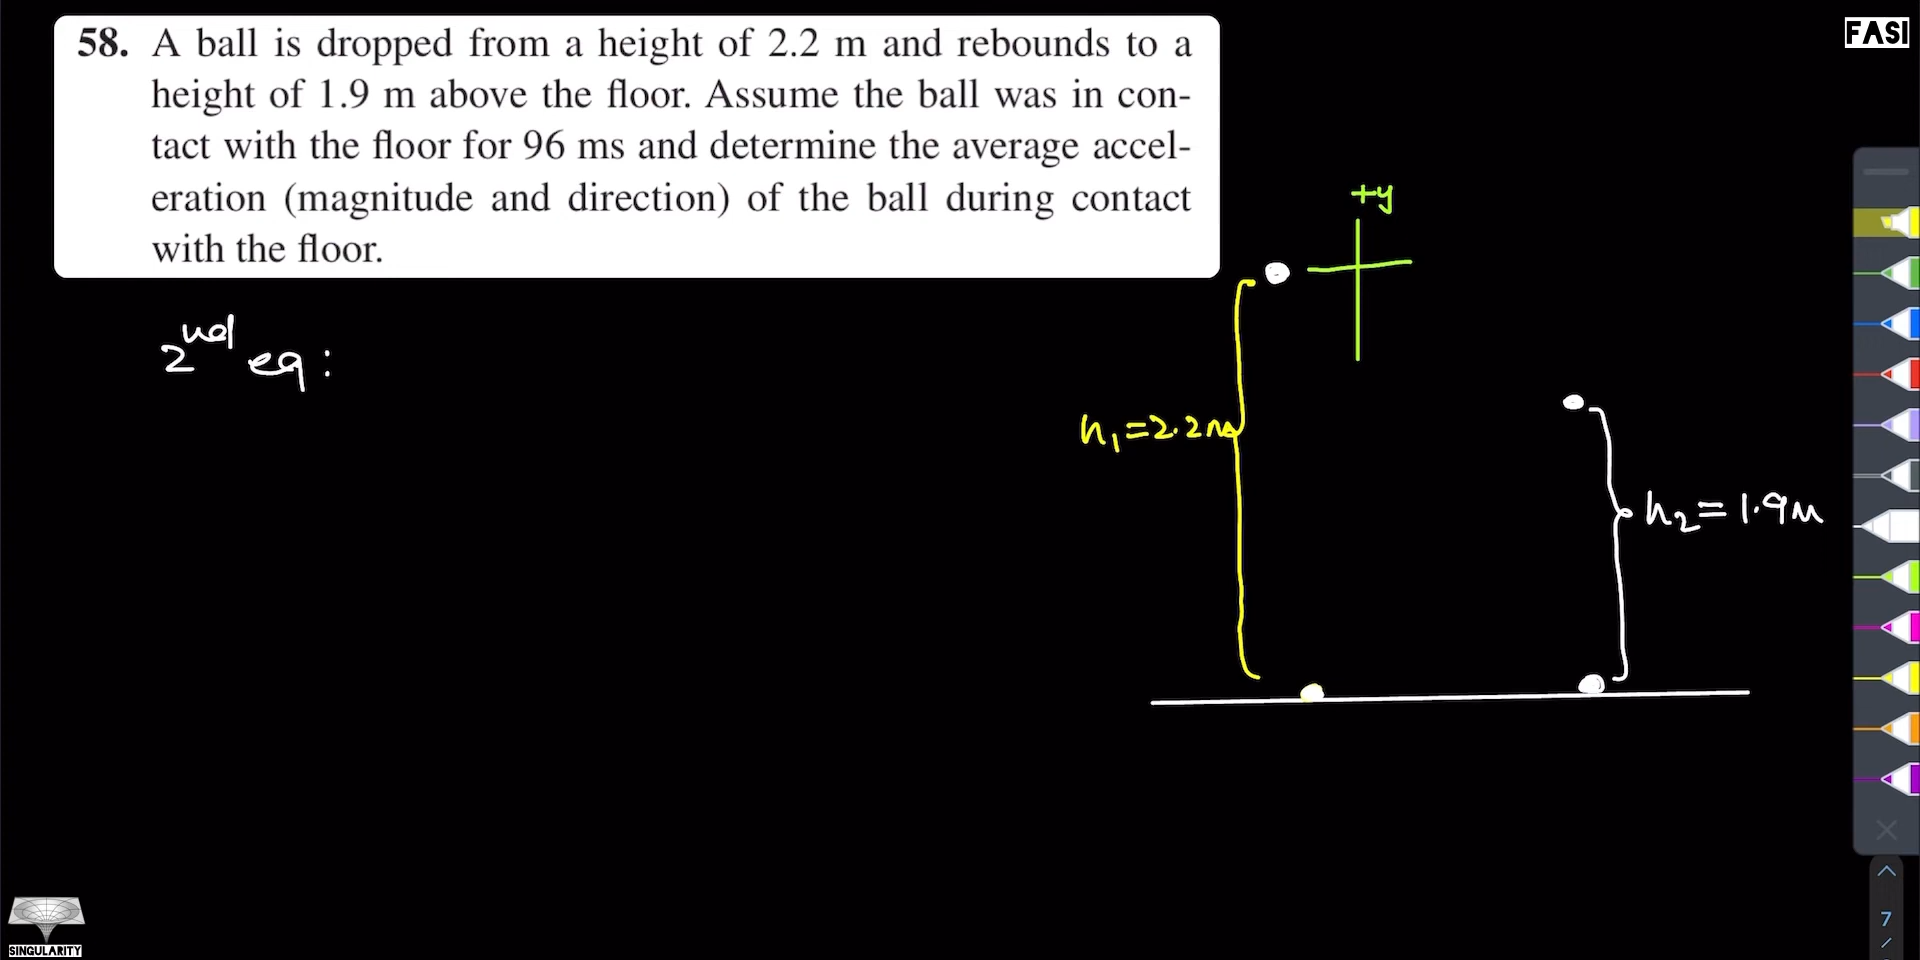 58. A ball is dropped from a height of 2.2 m and rebounds to a
height of 1.9 m above the floor. Assume the ball was in con-
tact with the floor for 96 ms and determine the average accel-
eration (magnitude and direction) of the ball during contact
with the floor.
FASI
+y
2nd eq:
h₁=2.2m
h₂=1.9m
7
SINGULARITY